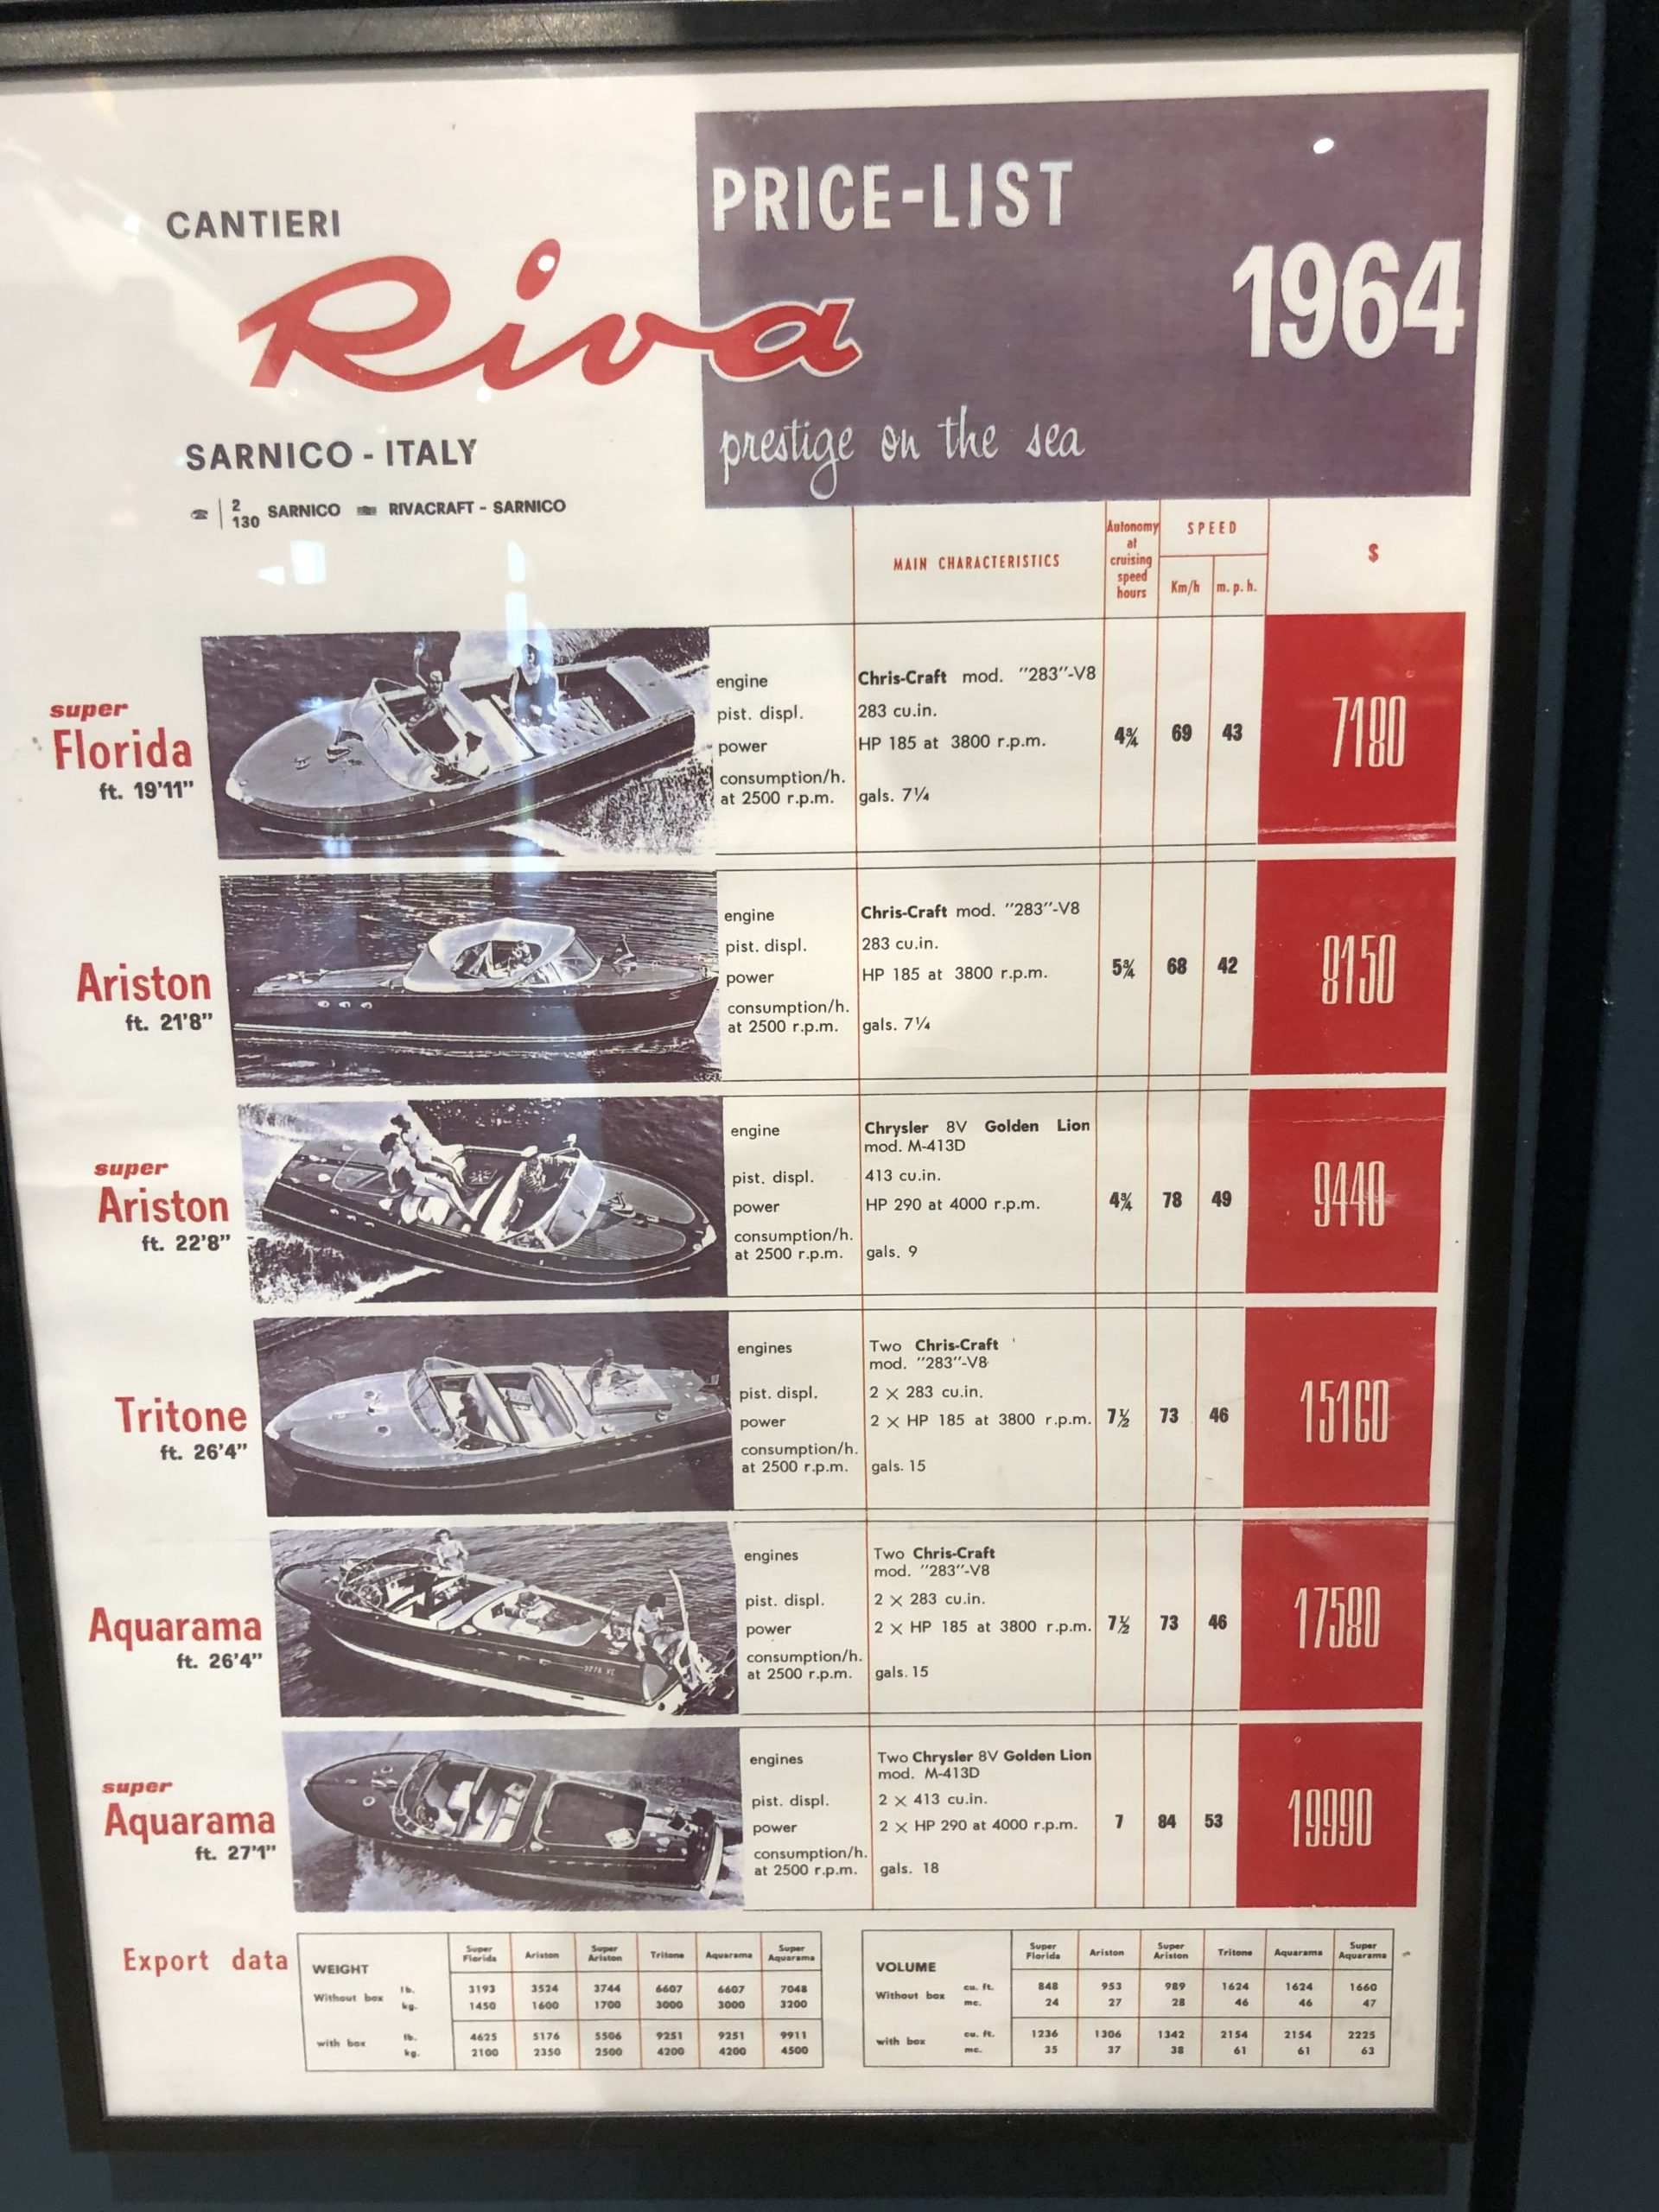 CANTIERI
Riva
SARNICO - ITALY
2
130 SARNICO RIVACRAFT - SARNICO
PRICE-LIST
1964
prestige on the sea
MAIN CHARACTERISTICS
Autonomy
at
cruising
speed
hours
SPEED
Km/h m. p. h.
$
super
Florida
ft. 19'11"
engine Chris-Craft mod. "283"-V8
pist. displ. 283 cu.in.
power HP 185 at 3800 r.p.m.
consumption/h.
at 2500 r.p.m. gals. 7¼
4¾ 69 43 7180
Ariston
ft. 21'8"
engine Chris-Craft mod. "283"-V8
pist. displ. 283 cu.in.
power HP 185 at 3800 r.p.m.
consumption/h.
at 2500 r.p.m. gals. 7¼
5¾ 68 42 8150
super
Ariston
ft. 22'8"
engine Chrysler 8V Golden Lion
mod. M-413D
pist. displ. 413 cu.in.
power HP 290 at 4000 r.p.m.
consumption/h.
at 2500 r.p.m. gals. 9
4¾ 78 49 9440
Tritone
ft. 26'4"
engines Two Chris-Craft
mod. "283"-V8
pist. displ. 2 × 283 cu.in.
power 2 × HP 185 at 3800 r.p.m.
consumption/h.
at 2500 r.p.m. gals. 15
7½ 73 46 15160
Aquarama
ft. 26'4"
engines Two Chris-Craft
mod. "283"-V8
pist. displ. 2 × 283 cu.in.
power 2 × HP 185 at 3800 r.p.m.
consumption/h.
at 2500 r.p.m. gals. 15
7½ 73 46 17580
super
Aquarama
ft. 27'1"
engines Two Chrysler 8V Golden Lion
mod. M-413D
pist. displ. 2 × 413 cu.in.
power 2 × HP 290 at 4000 r.p.m.
consumption/h.
at 2500 r.p.m. gals. 18
7 84 53 19990
Export data
WEIGHT Super Florida Ariston Super Ariston Tritone Aquarama Super Aquarama
Without box lb. 3193 3524 3744 6607 6607 7048
kg. 1450 1600 1700 3000 3000 3200
with box lb. 4625 5176 5506 9251 9251 9911
kg. 2100 2350 2500 4200 4200 4500
VOLUME Super Florida Ariston Super Ariston Tritone Aquarama Super Aquarama
Without box cu. ft. 848 953 989 1624 1624 1660
mc. 24 27 28 46 46 47
with box cu. ft. 1236 1306 1342 2154 2154 2225
mc. 35 37 38 61 61 63